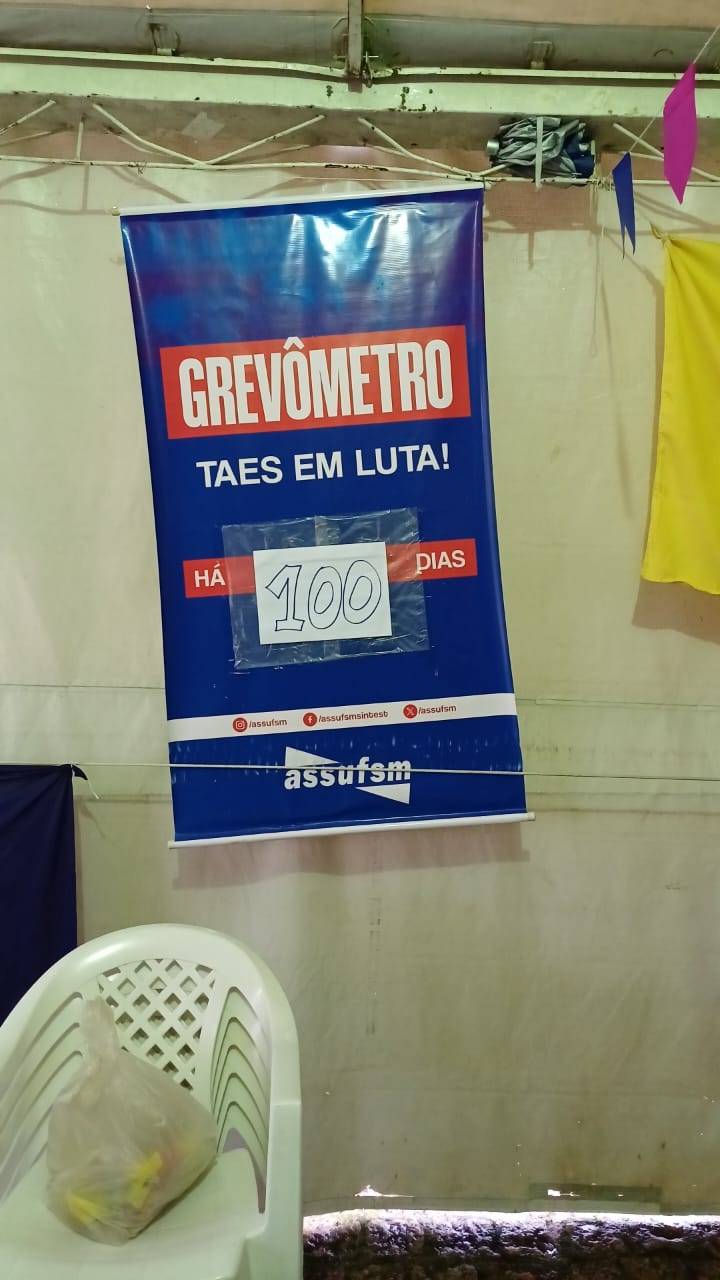 GREVÔMETRO
TAES EM LUTA!
HÁ 100 DIAS
/assufsm /assufsmsintest /assufsm
assufsm